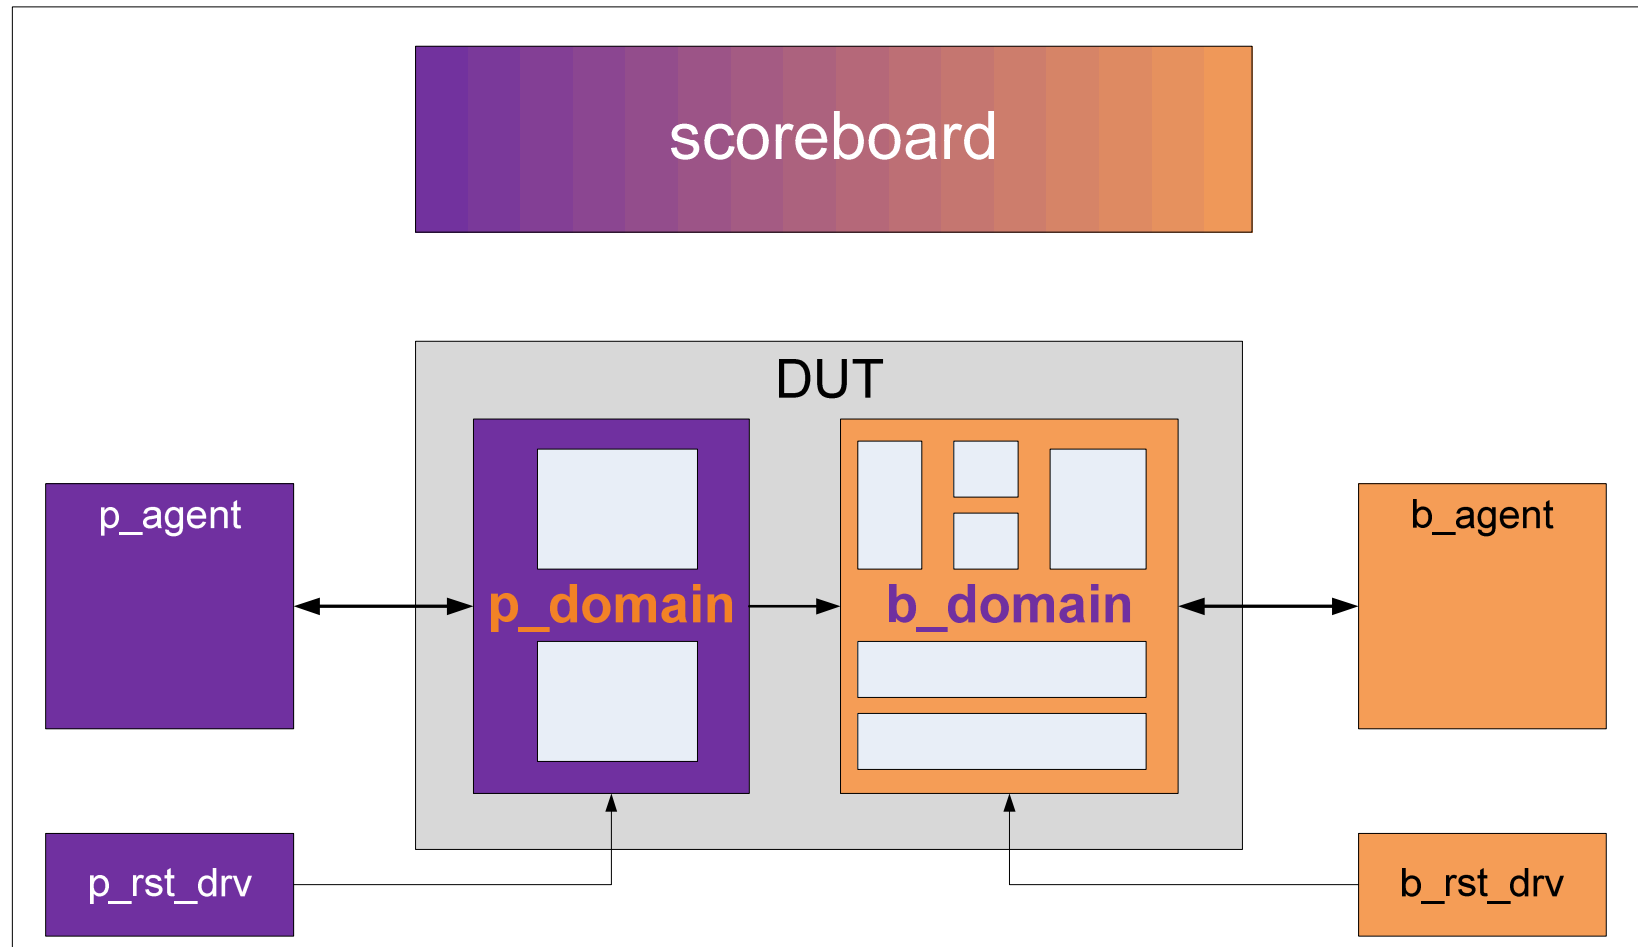 scoreboard
DUT
p_agent
p_domain
b_domain
b_agent
p_rst_drv
b_rst_drv